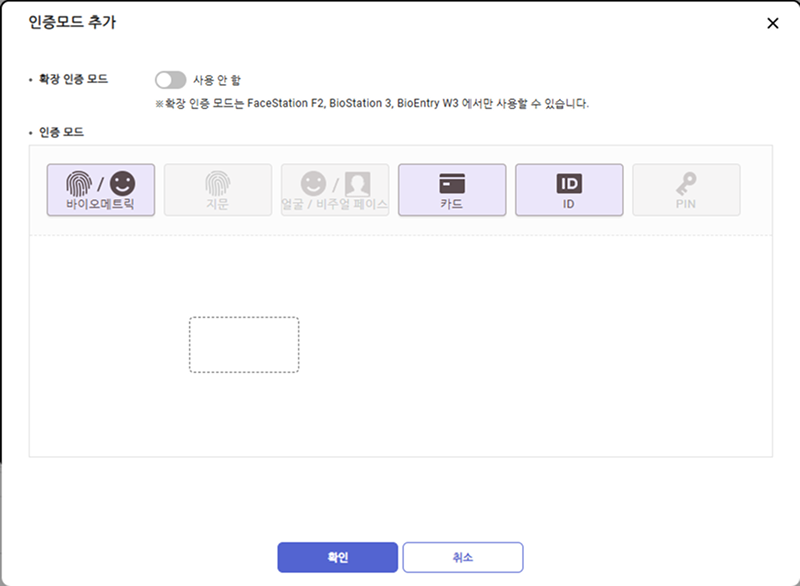 인증모드 추가
• 확장 인증 모드
사용 안 함
※확장 인증 모드는 FaceStation F2, BioStation 3, BioEntry W3 에서만 사용할 수 있습니다.
• 인증 모드
바이오메트릭
지문
얼굴 / 비주얼 페이스
카드
ID
ID
PIN
확인
취소